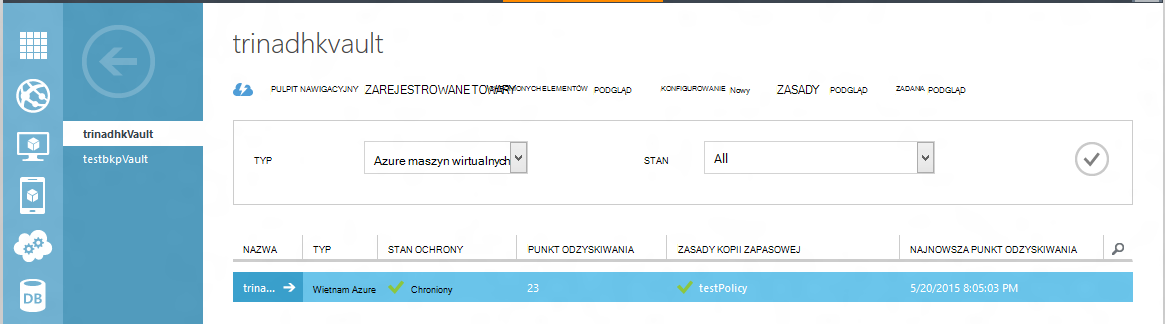 trinadhkvault
PULPIT NAWIGACYJNY ZAREJESTROWANE TOWARY ELEMENTÓW PODGLĄD KONFIGUROWANIE Nowy ZASADY PODGLĄD ZADANIA PODGLĄD
trinadhkVault
testbkpVault
TYP Azure maszyn wirtualnych STAN All
NAZWA TYP STAN OCHRONY PUNKT ODZYSKIWANIA ZASADY KOPII ZAPASOWEJ NAJNOWSZA PUNKT ODZYSKIWANIA
trina... Wietnam Azure Chroniony 23 testPolicy 5/20/2015 8:05:03 PM
DB